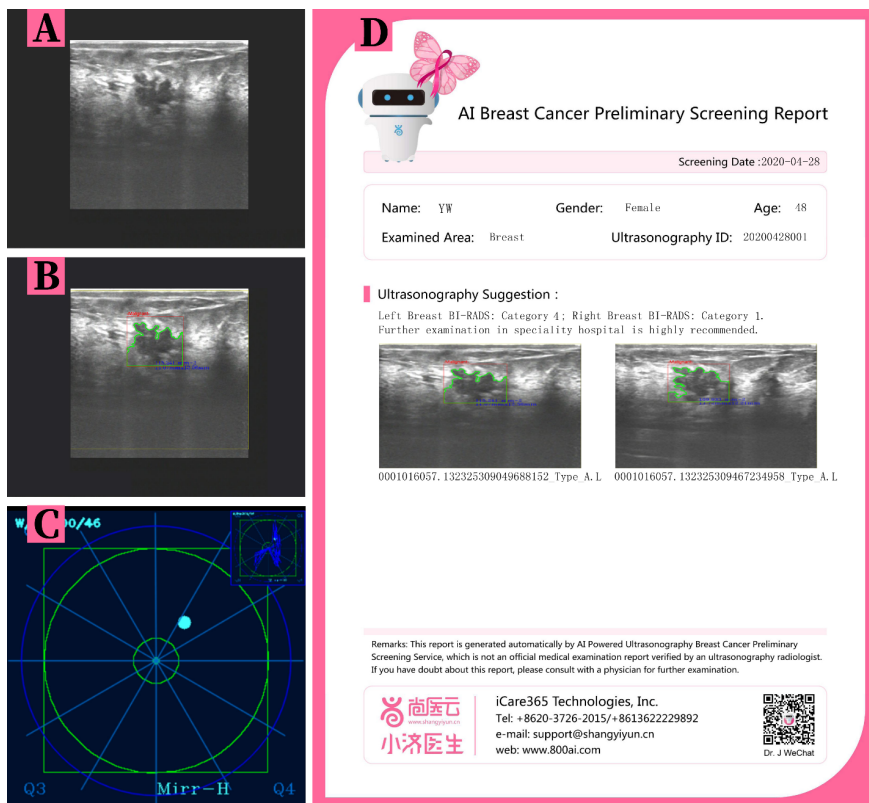 A
B
W/
00/46
C
Q3
Mirr-H
Q4
D
AI Breast Cancer Preliminary Screening Report
Screening Date :2020-04-28
Name: YW Gender: Female Age: 48
Examined Area: Breast Ultrasonography ID: 20200428001
Ultrasonography Suggestion :
Left Breast BI-RADS: Category 4; Right Breast BI-RADS: Category 1.
Further examination in speciality hospital is highly recommended.
0001016057.132325309049688152_Type_A.L 0001016057.132325309467234958_Type_A.L
Remarks: This report is generated automatically by AI Powered Ultrasonography Breast Cancer Preliminary
Screening Service, which is not an official medical examination report verified by an ultrasonography radiologist.
If you have doubt about this report, please consult with a physician for further examination.
尚医云
www.shangyiyun.cn
小济医生
iCare365 Technologies, Inc.
Tel: +8620-3726-2015/+8613622229892
e-mail: support@shangyiyun.cn
web: www.800ai.com
Dr. J WeChat